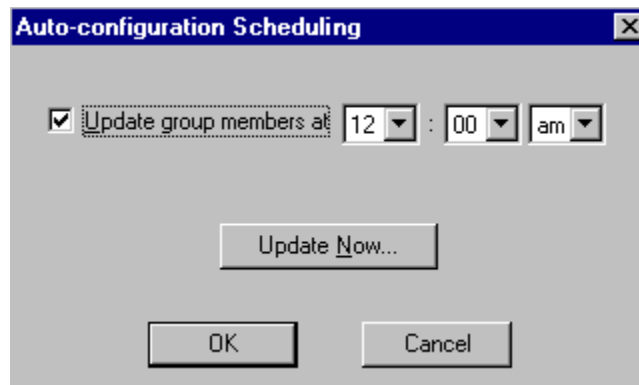 Auto-configuration Scheduling
Update group members at 12 : 00 am
Update Now...
OK Cancel